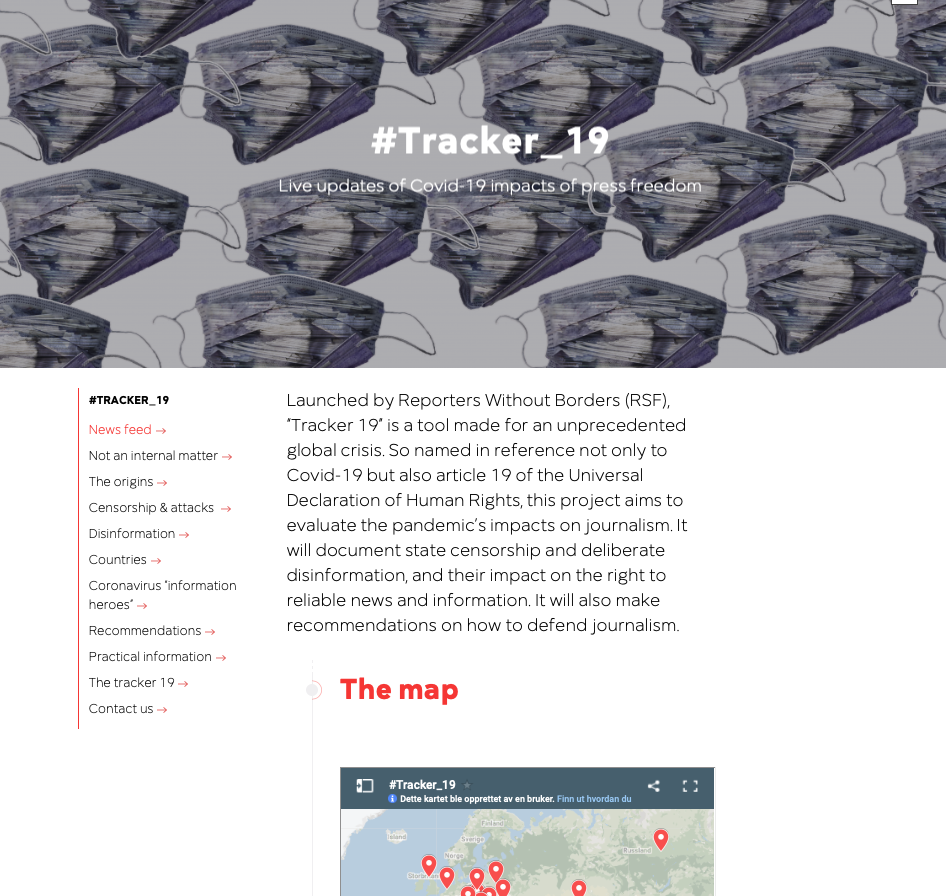 #Tracker_19
Live updates of Covid-19 impacts of press freedom
#TRACKER_19
News feed →
Not an internal matter →
The origins →
Censorship & attacks →
Disinformation →
Countries →
Coronavirus "information
heroes" →
Recommendations →
Practical information →
The tracker 19 →
Contact us →
Launched by Reporters Without Borders (RSF),
"Tracker 19" is a tool made for an unprecedented
global crisis. So named in reference not only to
Covid-19 but also article 19 of the Universal
Declaration of Human Rights, this project aims to
evaluate the pandemic's impacts on journalism. It
will document state censorship and deliberate
disinformation, and their impact on the right to
reliable news and information. It will also make
recommendations on how to defend journalism.
The map
#Tracker_19
Dette kartet ble opprettet av en bruker. Finn ut hvordan du
Finland
Island
Sverige
Norge
Russland